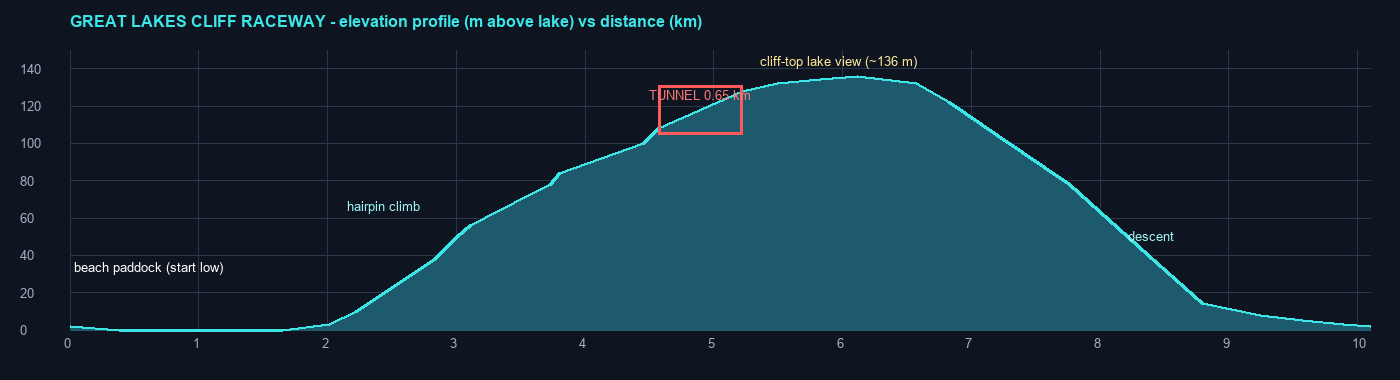 GREAT LAKES CLIFF RACEWAY - elevation profile (m above lake) vs distance (km)
cliff-top lake view (~136 m)
140
TUNNEL 0.65 km
120
100
80
hairpin climb
60
descent
40
beach paddock (start low)
20
0
0 1 2 3 4 5 6 7 8 9 10